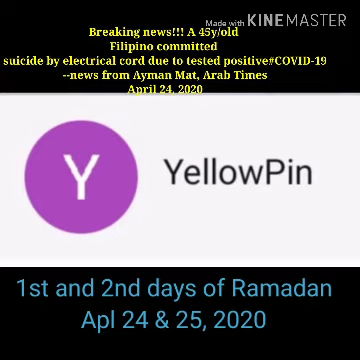 Made with KINEMASTER
Breaking news!!! A 45y/old
Filipino committed
suicide by electrical cord due to tested positive#COVID-19
--news from Ayman Mat, Arab Times
April 24, 2020
Y YellowPin
1st and 2nd days of Ramadan
Apl 24 & 25, 2020